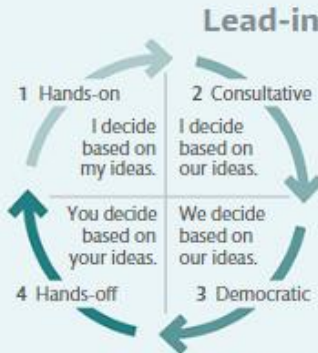 Lead-in
1 Hands-on
I decide
based on
my ideas.
2 Consultative
I decide
based on
our ideas.
You decide
based on
your ideas.
4 Hands-off
We decide
based on
our ideas.
3 Democratic